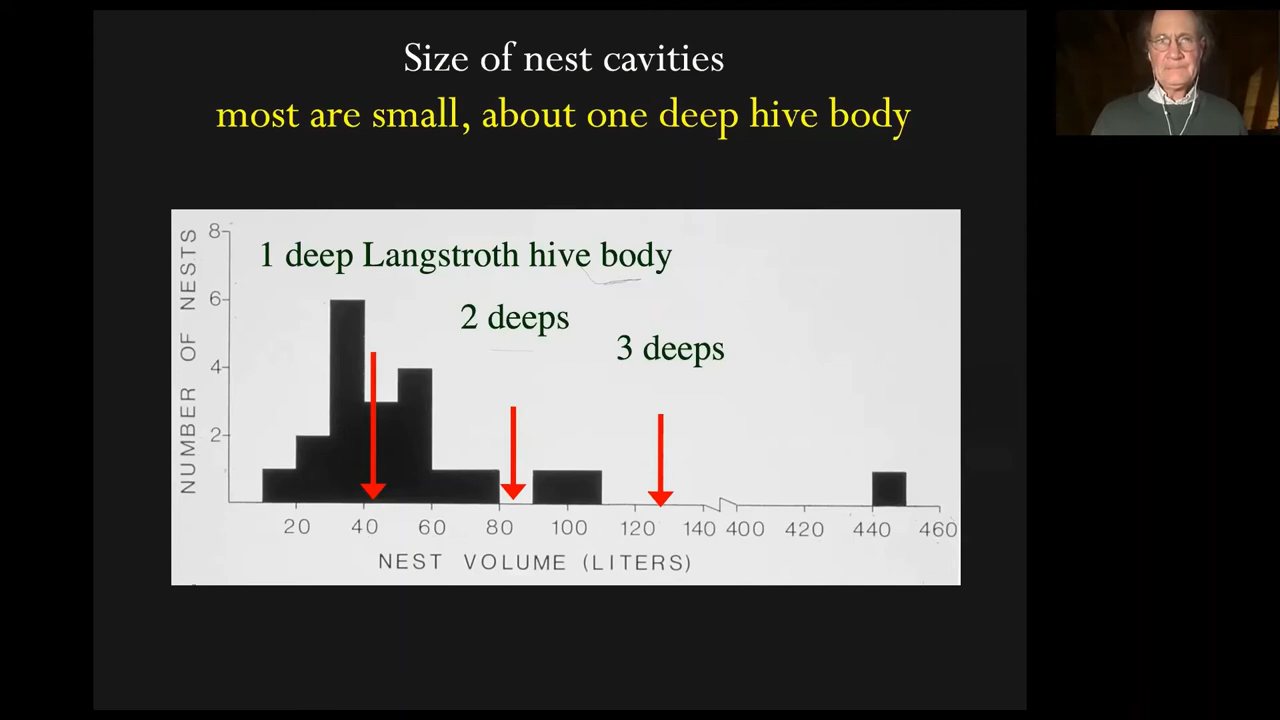 Size of nest cavities
most are small, about one deep hive body
1 deep Langstroth hive body
2 deeps
3 deeps
NUMBER OF NESTS
8
6
4
2
20 40 60 80 100 120 140 400 420 440 460
NEST VOLUME (LITERS)